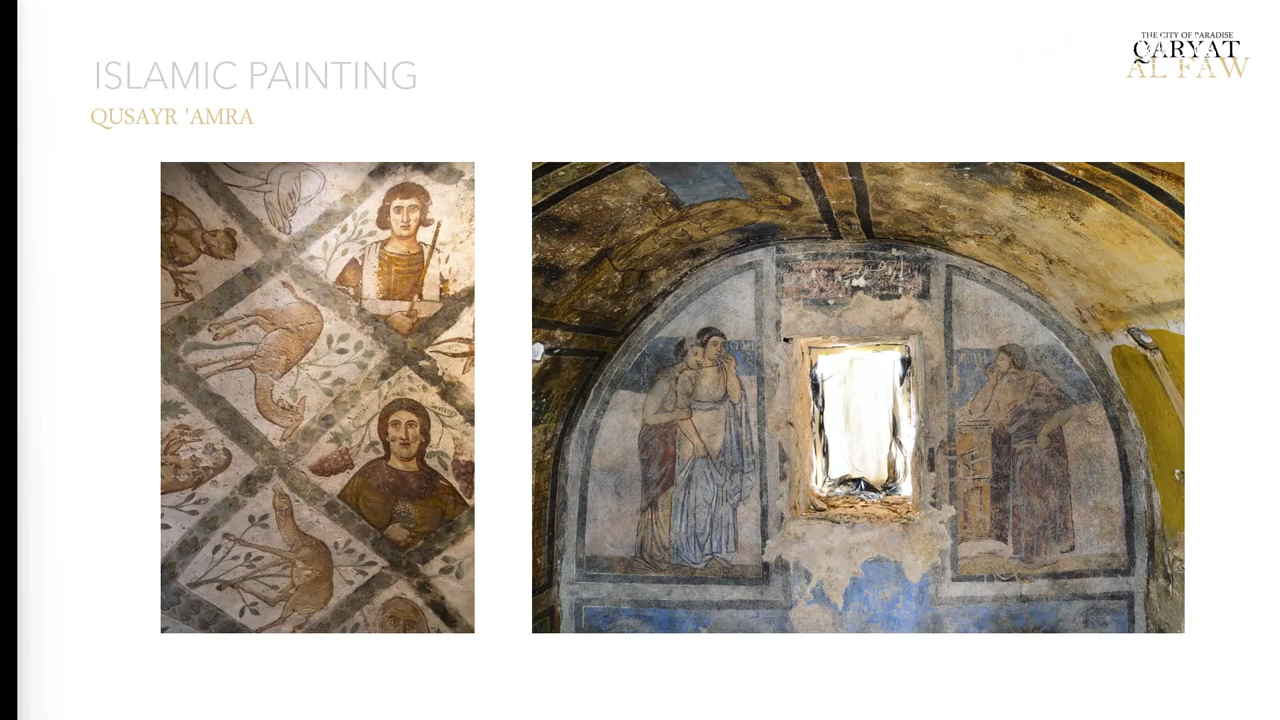 ISLAMIC PAINTING
QUSAYR 'AMRA
THE CITY OF PARADISE
QARYAT
AL FAW